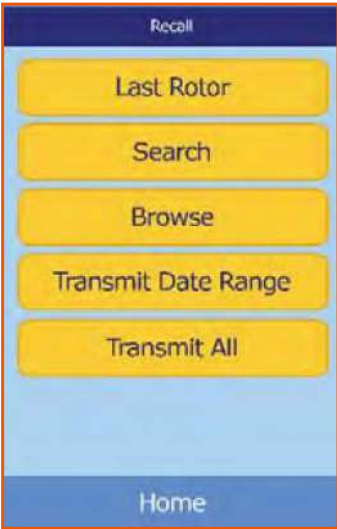 Recall
Last Rotor
Search
Browse
Transmit Date Range
Transmit All
Home